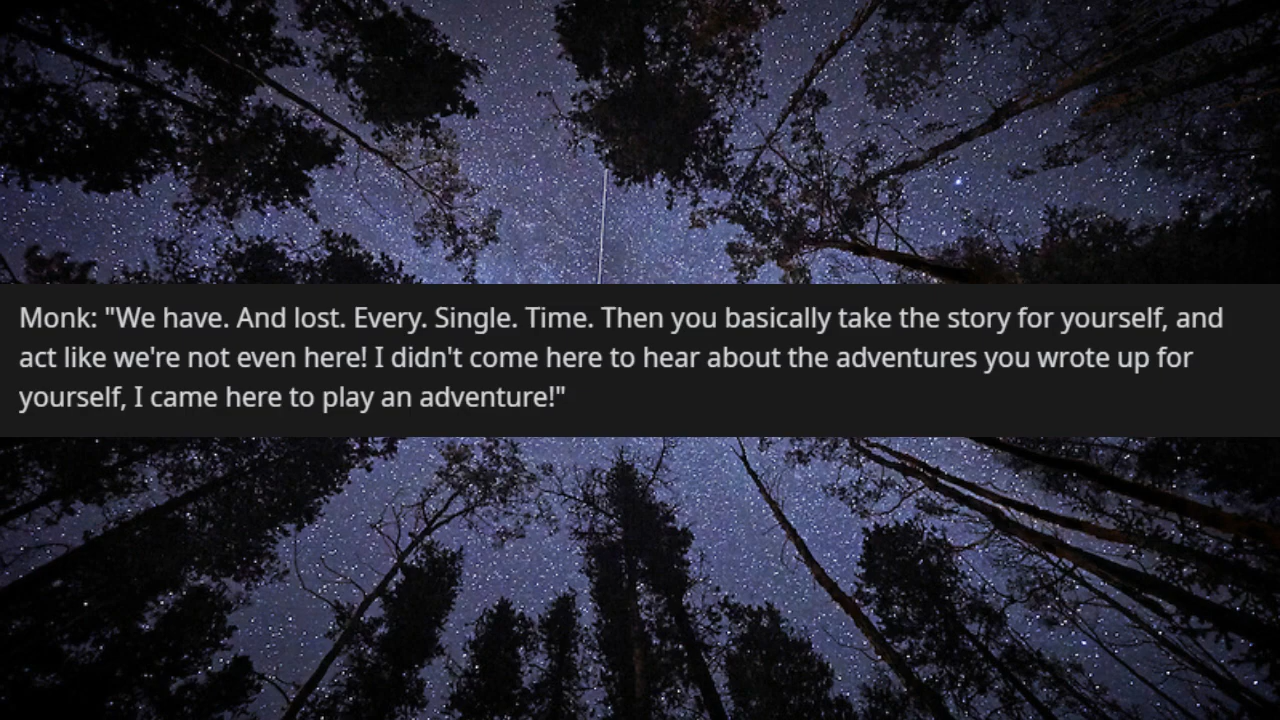 Monk: "We have. And lost. Every. Single. Time. Then you basically take the story for yourself, and
act like we're not even here! I didn't come here to hear about the adventures you wrote up for
yourself, I came here to play an adventure!"